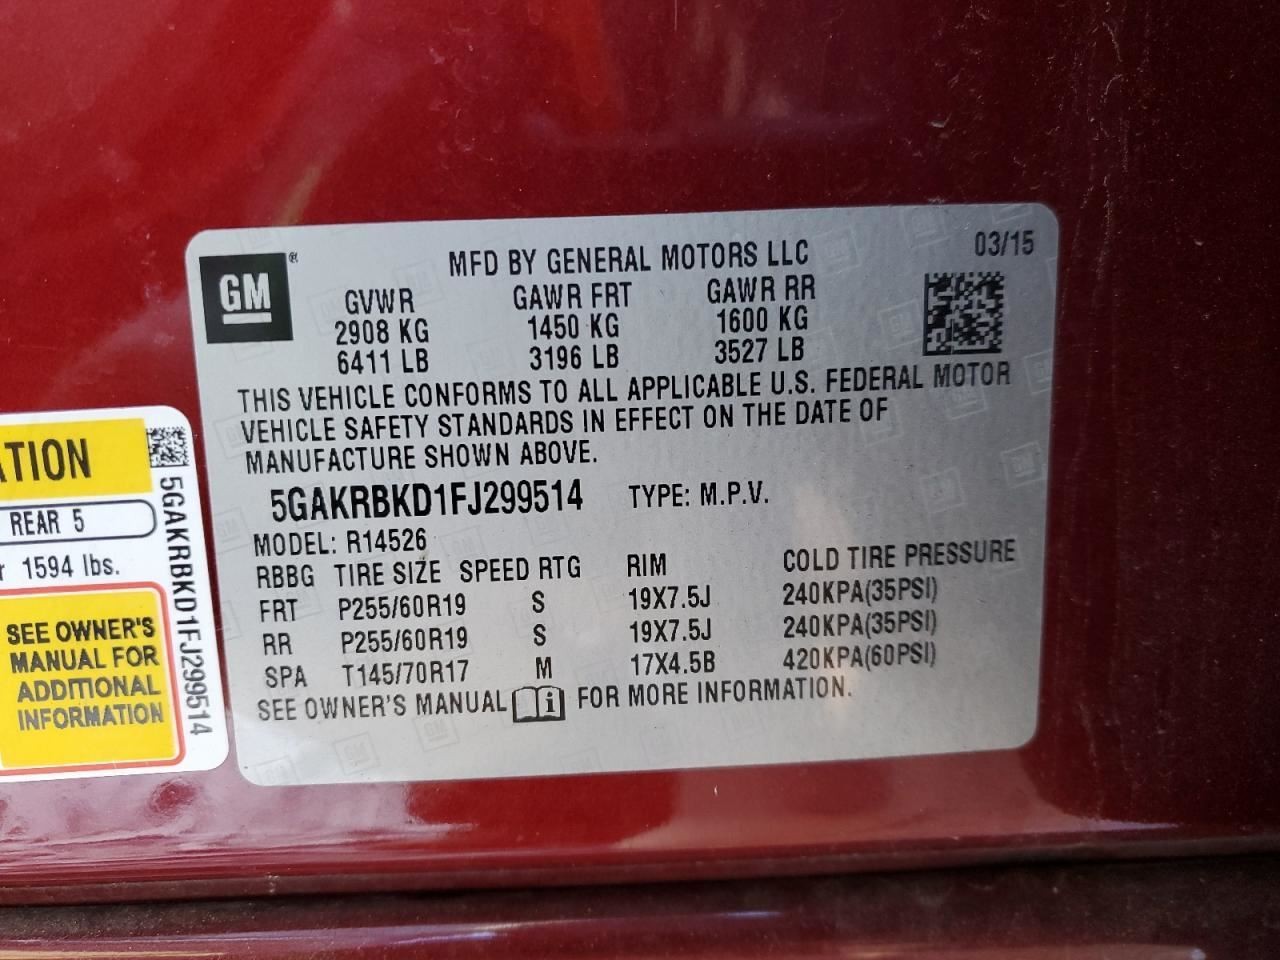 GM ®
MFD BY GENERAL MOTORS LLC
03/15
GVWR GAWR FRT GAWR RR
2908 KG 1450 KG 1600 KG
6411 LB 3196 LB 3527 LB
THIS VEHICLE CONFORMS TO ALL APPLICABLE U.S. FEDERAL MOTOR
VEHICLE SAFETY STANDARDS IN EFFECT ON THE DATE OF
MANUFACTURE SHOWN ABOVE.
5GAKRBKD1FJ299514 TYPE: M.P.V.
MODEL: R14526
RBBG TIRE SIZE SPEED RTG RIM COLD TIRE PRESSURE
FRT P255/60R19 S 19X7.5J 240KPA(35PSI)
RR P255/60R19 S 19X7.5J 240KPA(35PSI)
SPA T145/70R17 M 17X4.5B 420KPA(60PSI)
SEE OWNER'S MANUAL i FOR MORE INFORMATION.
ATION
REAR 5
r 1594 lbs.
SEE OWNER'S
MANUAL FOR
ADDITIONAL
INFORMATION
5GAKRBKD1FJ299514